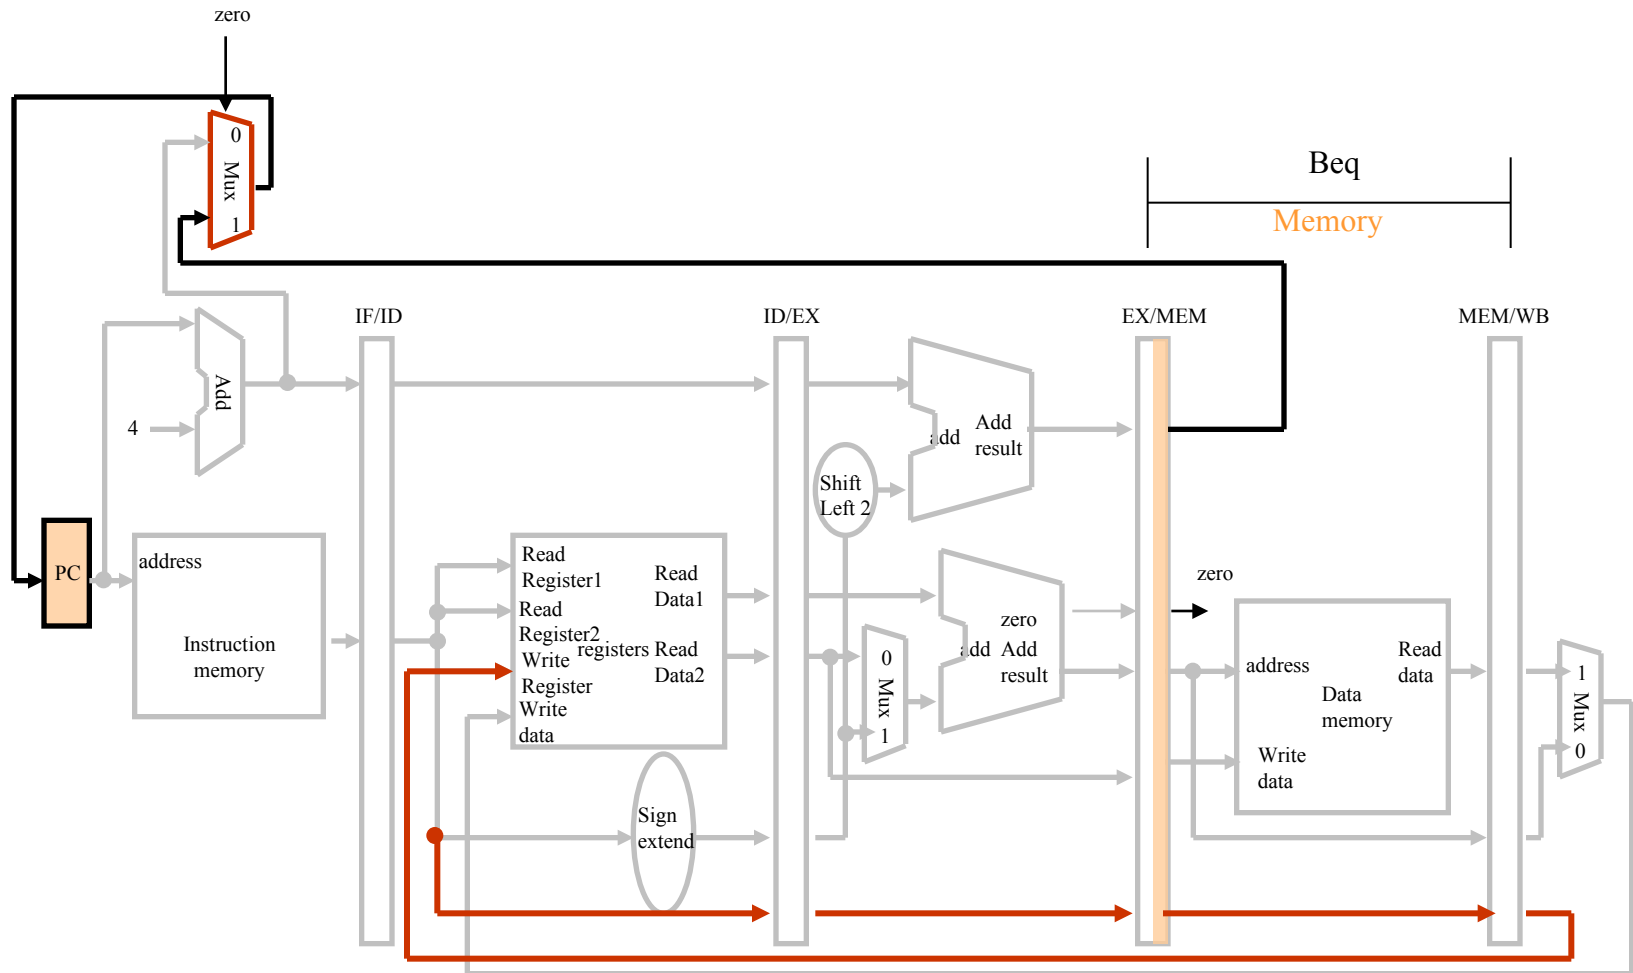 zero
0
Mux
1
Beq
Memory
IF/ID
ID/EX
EX/MEM
MEM/WB
Add
4
add
Add
result
Shift
Left 2
PC
address
Instruction
memory
Read
Register1
Read
Register2
Write
Register
Write
data
registers
Read
Data1
Read
Data2
Sign
extend
0
Mux
1
zero
add
Add
result
zero
address
Read
data
Data
memory
Write
data
1
Mux
0